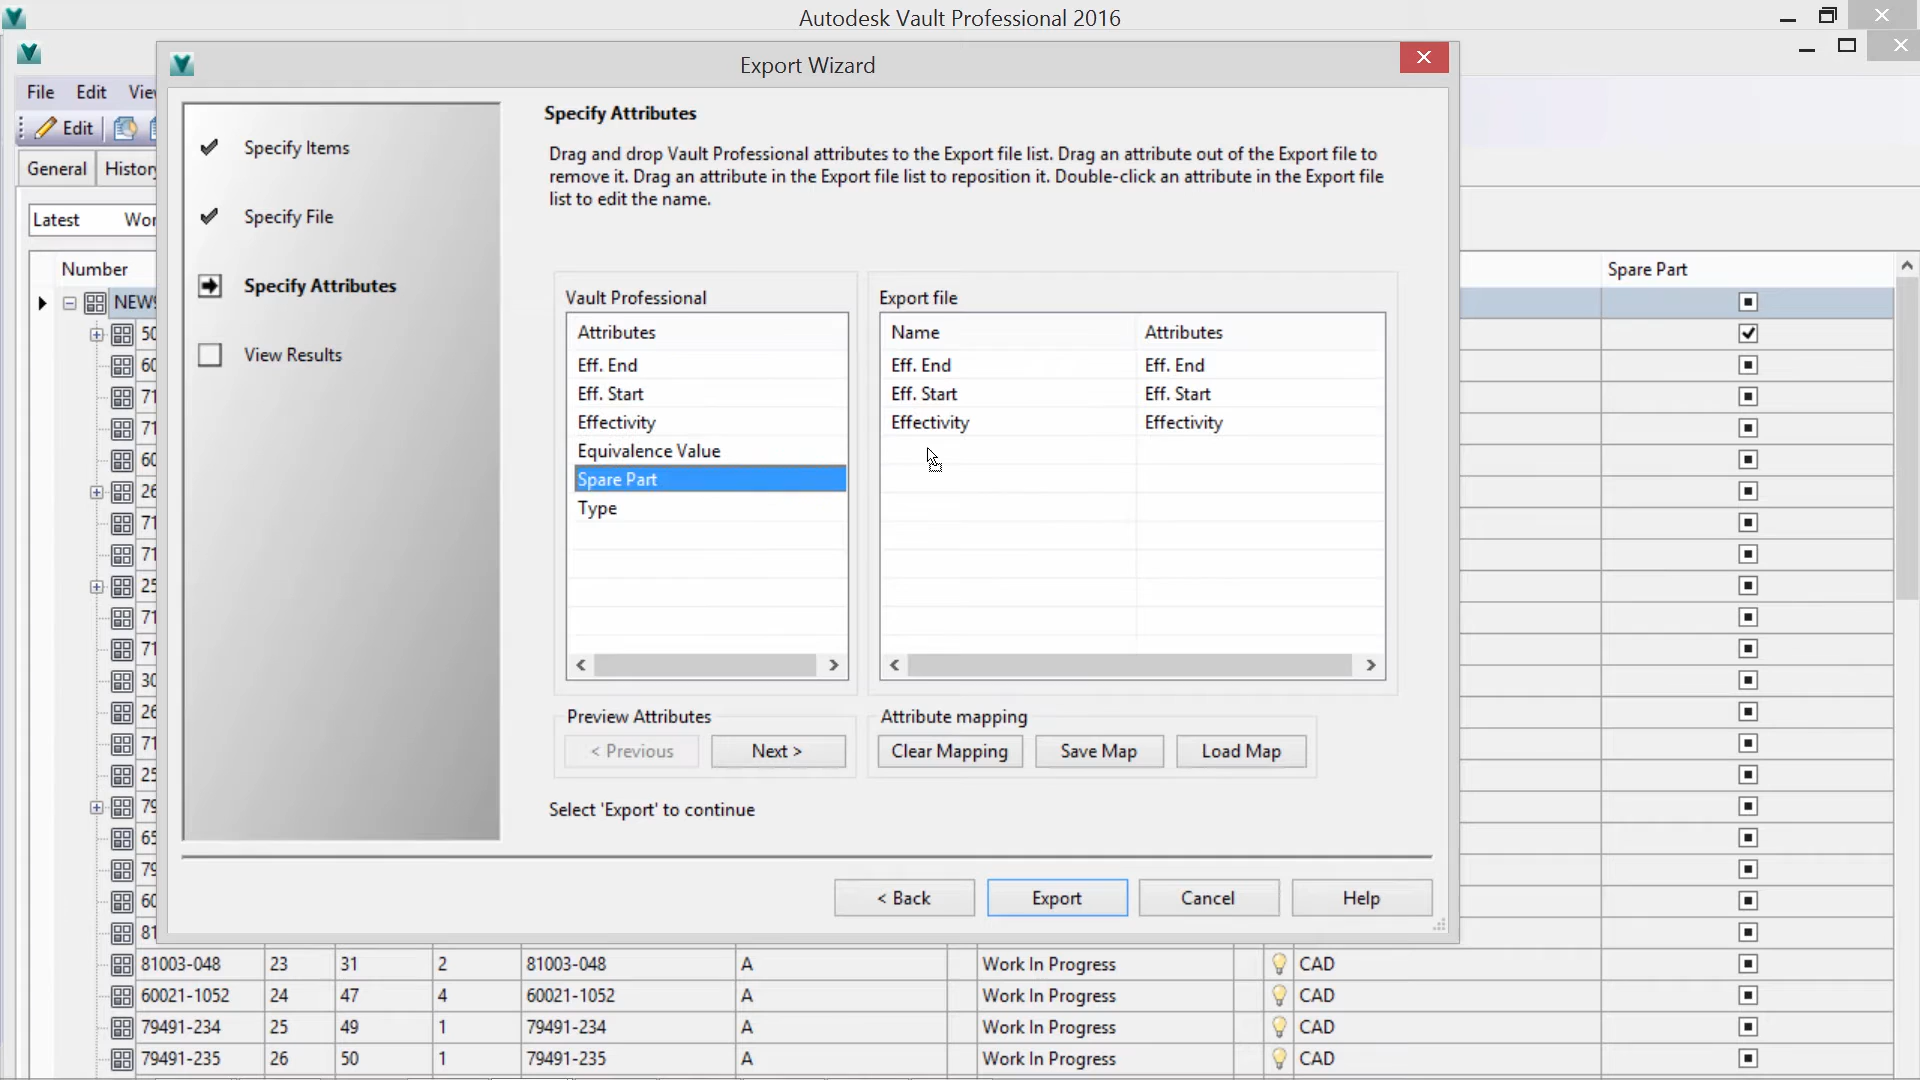 Autodesk Vault Professional 2016
Export Wizard
File Edit
Edit
General
Latest
Number Spare Part
Specify Items
Specify File
Specify Attributes
View Results
Specify Attributes
Drag and drop Vault Professional attributes to the Export file list. Drag an attribute out of the Export file to
remove it. Drag an attribute in the Export file list to reposition it. Double-click an attribute in the Export file
list to edit the name.
Vault Professional
Attributes
Eff. End
Eff. Start
Effectivity
Equivalence Value
Spare Part
Type
Export file
Name Attributes
Eff. End Eff. End
Eff. Start Eff. Start
Effectivity Effectivity
Preview Attributes
< Previous Next >
Attribute mapping
Clear Mapping Save Map Load Map
Select 'Export' to continue
< Back Export Cancel Help
81003-048 23 31 2 81003-048 A Work In Progress CAD
60021-1052 24 47 4 60021-1052 A Work In Progress CAD
79491-234 25 49 1 79491-234 A Work In Progress CAD
79491-235 26 50 1 79491-235 A Work In Progress CAD